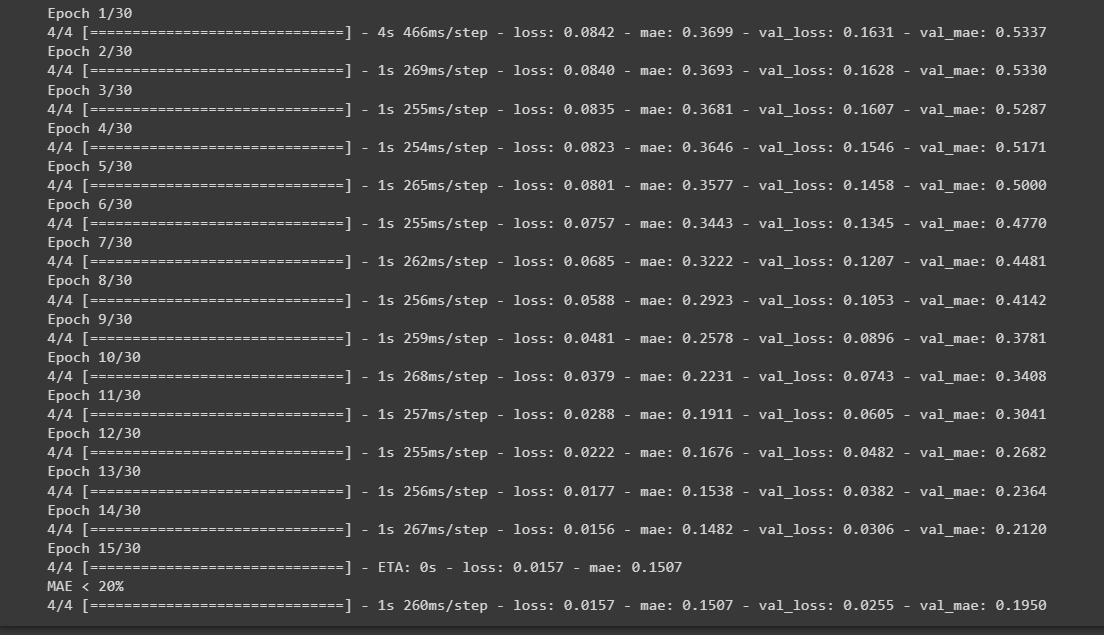 Epoch 1/30
4/4 [==============================] - 4s 466ms/step - loss: 0.0842 - mae: 0.3699 - val_loss: 0.1631 - val_mae: 0.5337
Epoch 2/30
4/4 [==============================] - 1s 269ms/step - loss: 0.0840 - mae: 0.3693 - val_loss: 0.1628 - val_mae: 0.5330
Epoch 3/30
4/4 [==============================] - 1s 255ms/step - loss: 0.0835 - mae: 0.3681 - val_loss: 0.1607 - val_mae: 0.5287
Epoch 4/30
4/4 [==============================] - 1s 254ms/step - loss: 0.0823 - mae: 0.3646 - val_loss: 0.1546 - val_mae: 0.5171
Epoch 5/30
4/4 [==============================] - 1s 265ms/step - loss: 0.0801 - mae: 0.3577 - val_loss: 0.1458 - val_mae: 0.5000
Epoch 6/30
4/4 [==============================] - 1s 255ms/step - loss: 0.0757 - mae: 0.3443 - val_loss: 0.1345 - val_mae: 0.4770
Epoch 7/30
4/4 [==============================] - 1s 262ms/step - loss: 0.0685 - mae: 0.3222 - val_loss: 0.1207 - val_mae: 0.4481
Epoch 8/30
4/4 [==============================] - 1s 256ms/step - loss: 0.0588 - mae: 0.2923 - val_loss: 0.1053 - val_mae: 0.4142
Epoch 9/30
4/4 [==============================] - 1s 259ms/step - loss: 0.0481 - mae: 0.2578 - val_loss: 0.0896 - val_mae: 0.3781
Epoch 10/30
4/4 [==============================] - 1s 268ms/step - loss: 0.0379 - mae: 0.2231 - val_loss: 0.0743 - val_mae: 0.3408
Epoch 11/30
4/4 [==============================] - 1s 257ms/step - loss: 0.0288 - mae: 0.1911 - val_loss: 0.0605 - val_mae: 0.3041
Epoch 12/30
4/4 [==============================] - 1s 255ms/step - loss: 0.0222 - mae: 0.1676 - val_loss: 0.0482 - val_mae: 0.2682
Epoch 13/30
4/4 [==============================] - 1s 256ms/step - loss: 0.0177 - mae: 0.1538 - val_loss: 0.0382 - val_mae: 0.2364
Epoch 14/30
4/4 [==============================] - 1s 267ms/step - loss: 0.0156 - mae: 0.1482 - val_loss: 0.0306 - val_mae: 0.2120
Epoch 15/30
4/4 [==============================] - ETA: 0s - loss: 0.0157 - mae: 0.1507
MAE < 20%
4/4 [==============================] - 1s 260ms/step - loss: 0.0157 - mae: 0.1507 - val_loss: 0.0255 - val_mae: 0.1950